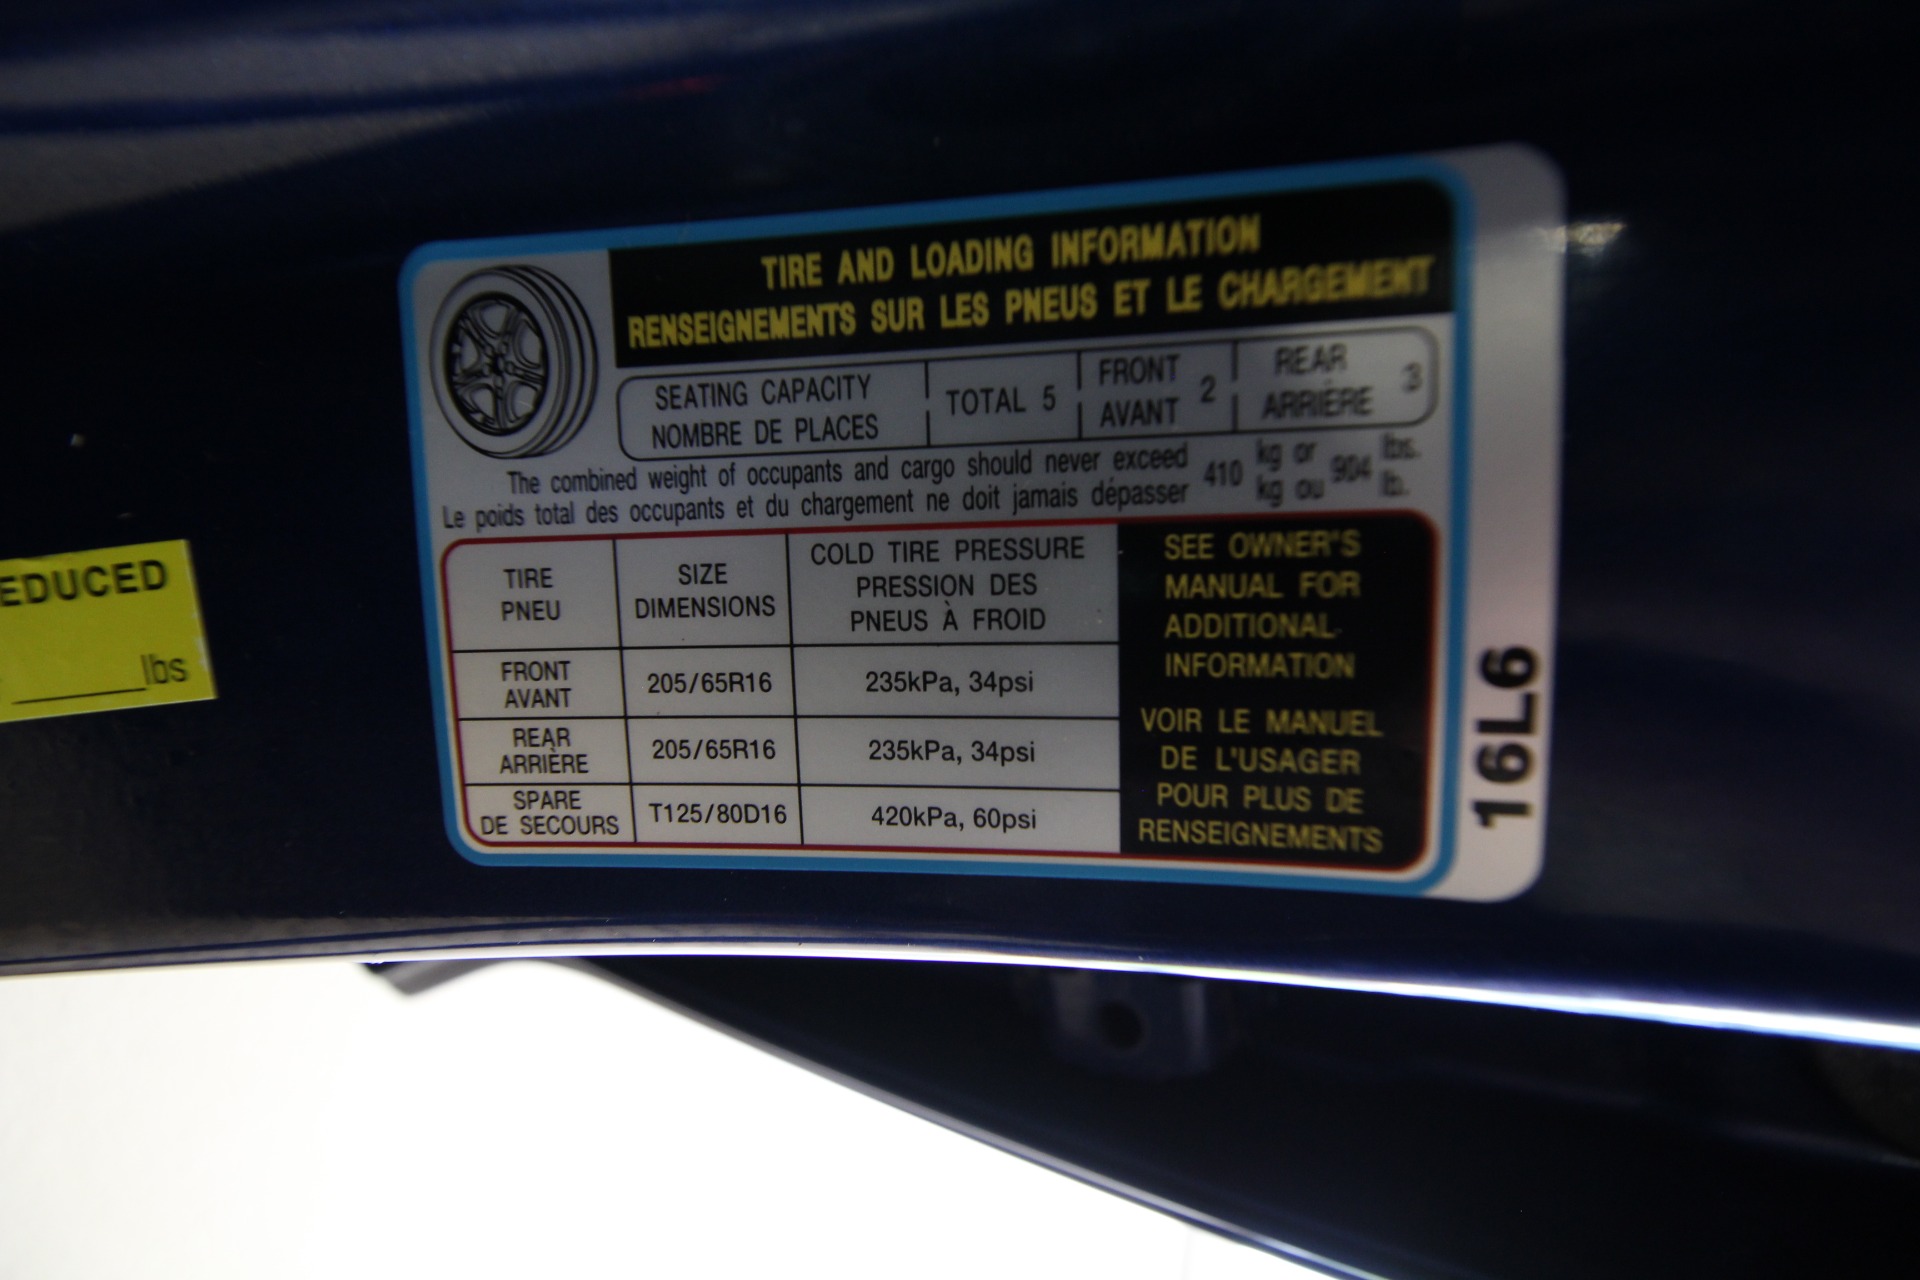 TIRE AND LOADING INFORMATION
RENSEIGNEMENTS SUR LES PNEUS ET LE CHARGEMENT
SEATING CAPACITY
NOMBRE DE PLACES
TOTAL 5
FRONT
AVANT
2
REAR
ARRIÈRE
3
The combined weight of occupants and cargo should never exceed
Le poids total des occupants et du chargement ne doit jamais dépasser
410
kg or
kg ou
904
lbs.
lb.
TIRE
PNEU
SIZE
DIMENSIONS
COLD TIRE PRESSURE
PRESSION DES
PNEUS À FROID
FRONT
AVANT
205/65R16
235kPa, 34psi
REAR
ARRIÈRE
205/65R16
235kPa, 34psi
SPARE
DE SECOURS
T125/80D16
420kPa, 60psi
SEE OWNER'S
MANUAL FOR
ADDITIONAL
INFORMATION
VOIR LE MANUEL
DE L'USAGER
POUR PLUS DE
RENSEIGNEMENTS
16L6
EDUCED
lbs